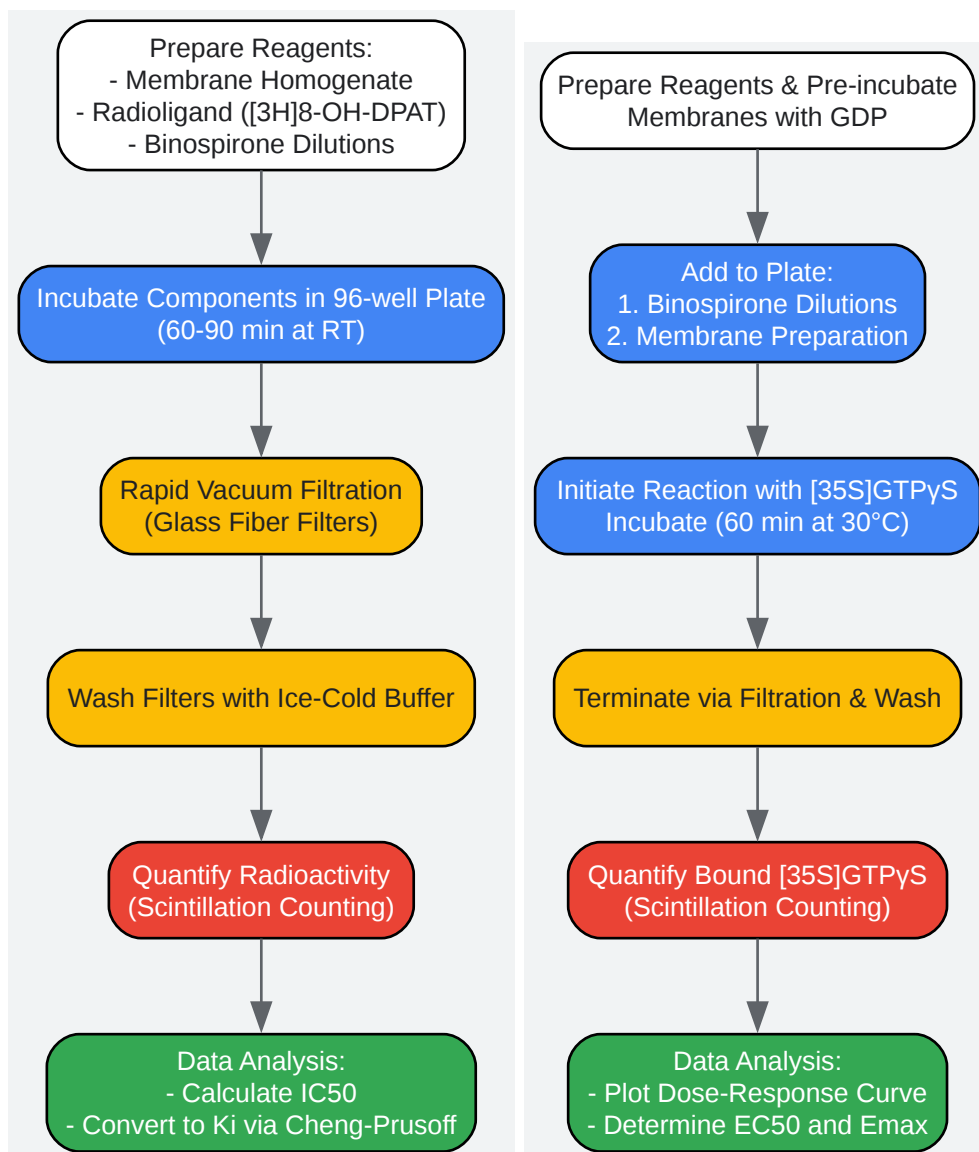 Prepare Reagents:
- Membrane Homogenate
- Radioligand ([3H]8-OH-DPAT)
- Binospirone Dilutions
Incubate Components in 96-well Plate
(60-90 min at RT)
Rapid Vacuum Filtration
(Glass Fiber Filters)
Wash Filters with Ice-Cold Buffer
Quantify Radioactivity
(Scintillation Counting)
Data Analysis:
- Calculate IC50
- Convert to Ki via Cheng-Prusoff
Prepare Reagents & Pre-incubate
Membranes with GDP
Add to Plate:
1. Binospirone Dilutions
2. Membrane Preparation
Initiate Reaction with [35S]GTPγS
Incubate (60 min at 30°C)
Terminate via Filtration & Wash
Quantify Bound [35S]GTPγS
(Scintillation Counting)
Data Analysis:
- Plot Dose-Response Curve
- Determine EC50 and Emax